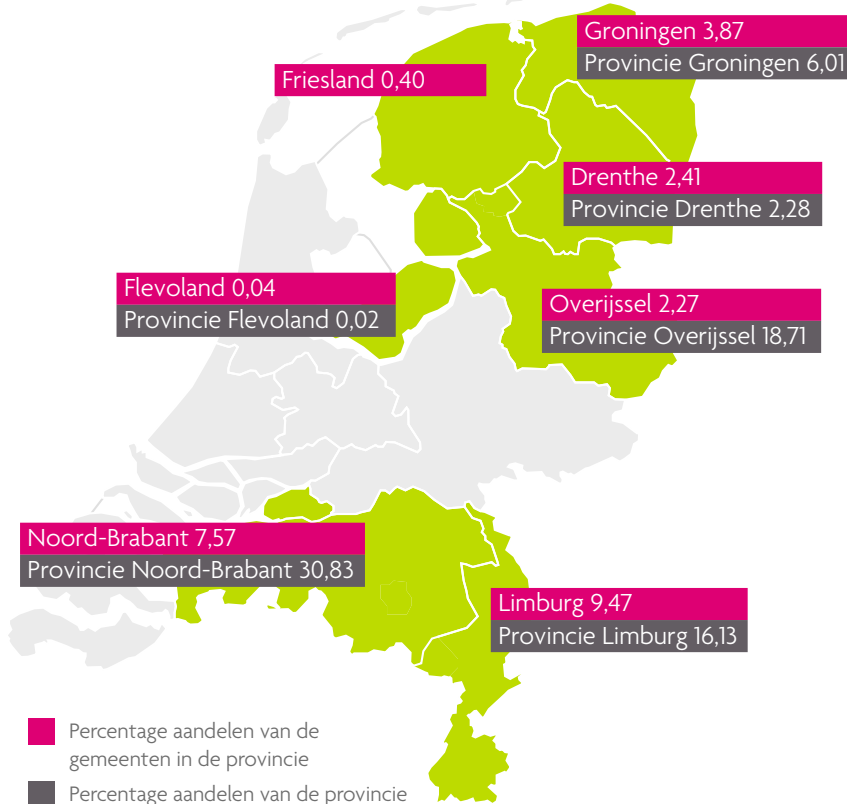 Groningen 3,87
Provincie Groningen 6,01
Friesland 0,40
Drenthe 2,41
Provincie Drenthe 2,28
Flevoland 0,04
Provincie Flevoland 0,02
Overijssel 2,27
Provincie Overijssel 18,71
Noord-Brabant 7,57
Provincie Noord-Brabant 30,83
Limburg 9,47
Provincie Limburg 16,13
Percentage aandelen van de
gemeenten in de provincie
Percentage aandelen van de provincie